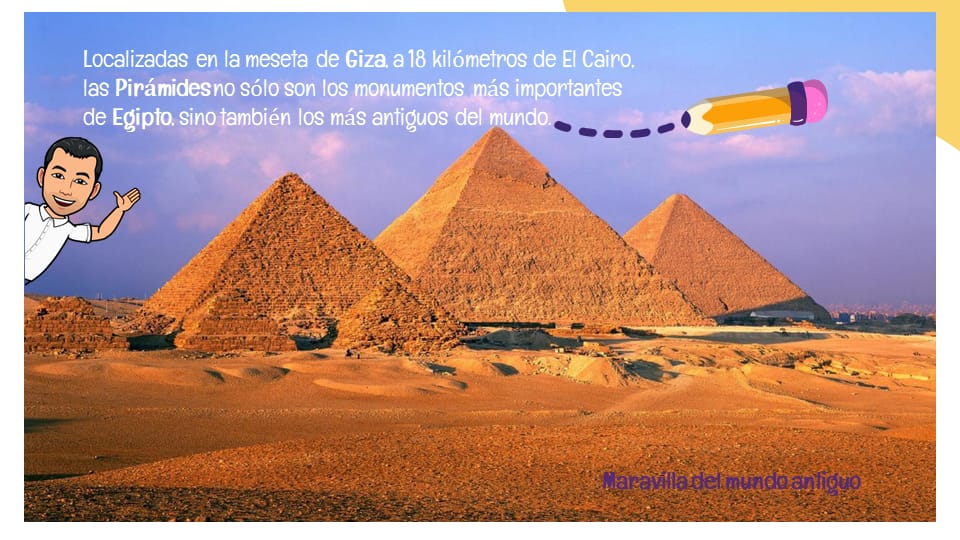 Localizadas en la meseta de Giza, a 18 kilómetros de El Cairo,
las Pirámides no sólo son los monumentos más importantes
de Egipto, sino también los más antiguos del mundo.
Maravilla del mundo antiguo